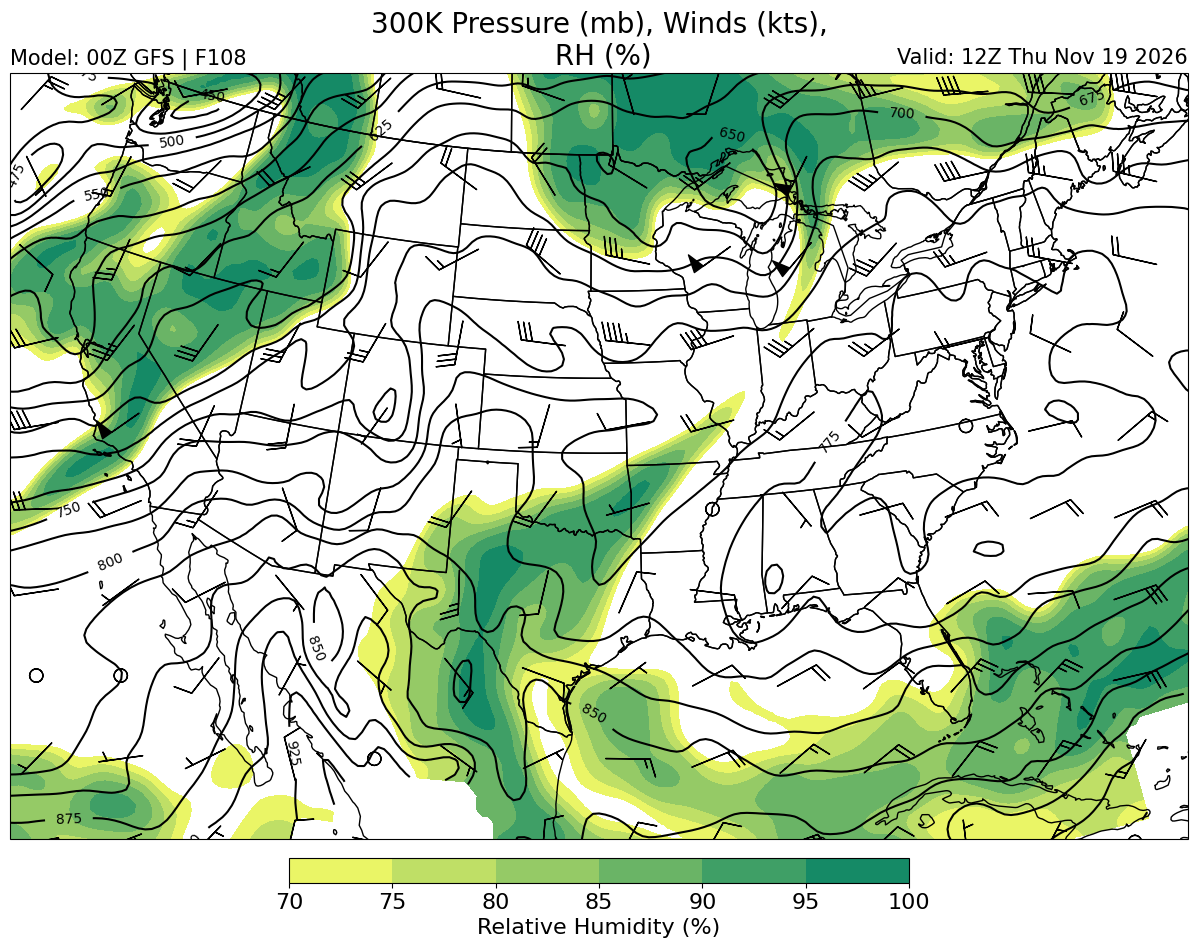 300K Pressure (mb), Winds (kts),
RH (%)
Model: 00Z GFS | F108
Valid: 12Z Thu Nov 19 2026
450
675
700
500
625
650
475
550
775
750
800
850
850
925
875
70 75 80 85 90 95 100
Relative Humidity (%)